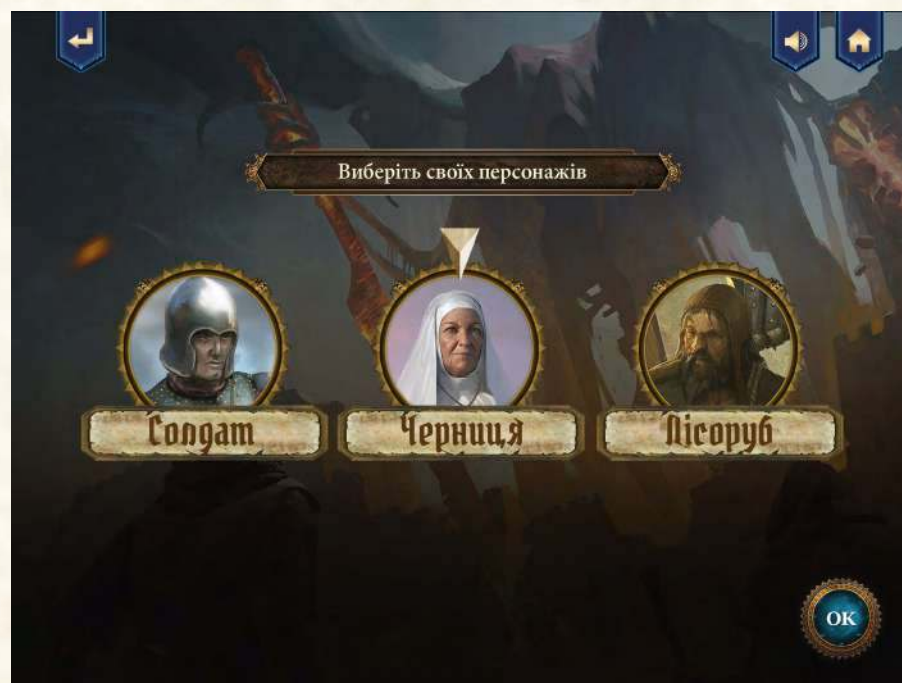 Виберіть своїх персонажів
Солдат
Черниця
Лісоруб
OK